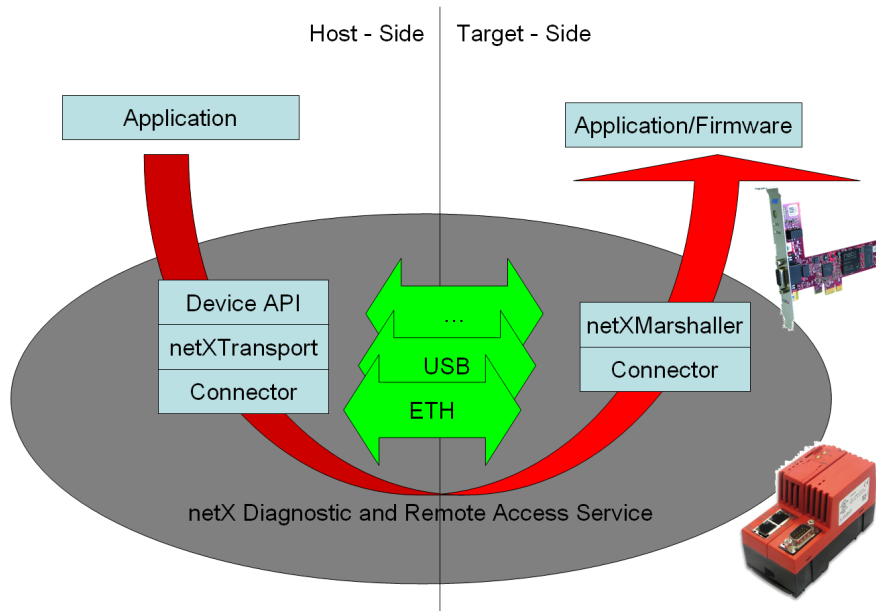 Host - Side
Target - Side
Application
Application/Firmware
Device API
netXTransport
Connector
...
USB
ETH
netXMarshaller
Connector
netX Diagnostic and Remote Access Service